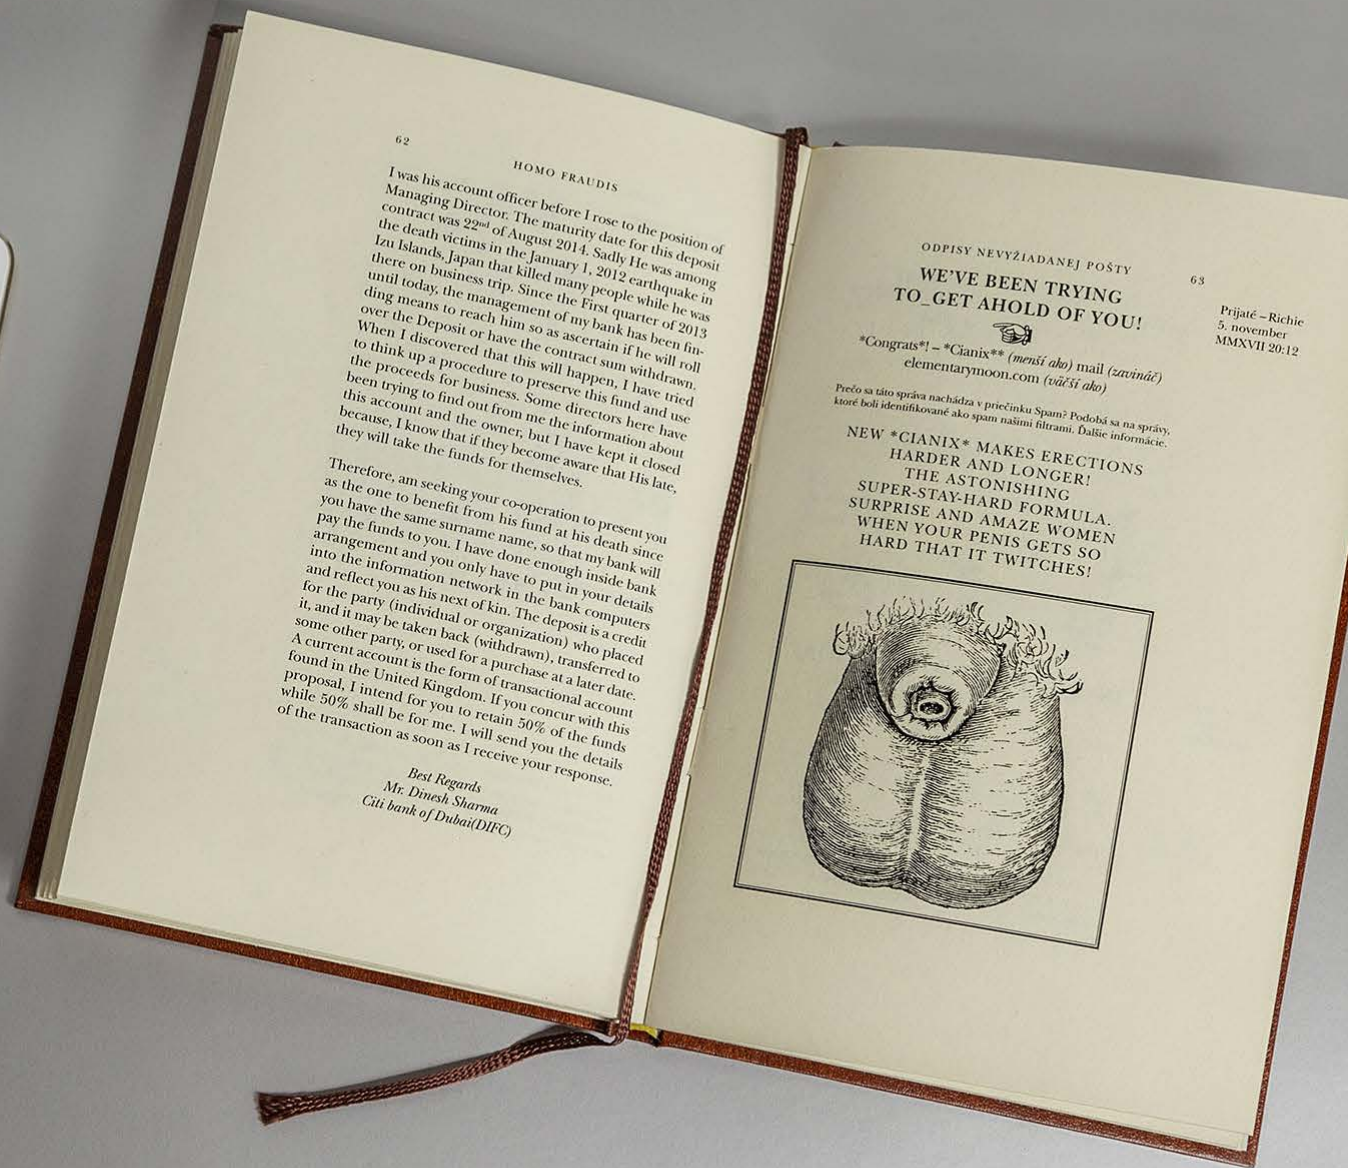 62
HOMO FRAUDIS
I was his account officer before I rose to the position of
Managing Director. The maturity date for this deposit
contract was 22nd of August 2014. Sadly He was among
the death victims in the January 1, 2012 earthquake in
Izu Islands, Japan that killed many people while he was
there on business trip. Since the First quarter of 2013
until today, the management of my bank has been fin-
ding means to reach him so as ascertain if he will roll
over the Deposit or have the contract sum withdrawn.
When I discovered that this will happen, I have tried
to think up a procedure to preserve this fund and use
the proceeds for business. Some directors here have
been trying to find out from me the information about
this account and the owner, but I have kept it closed
because, I know that if they become aware that His late,
they will take the funds for themselves.
Therefore, am seeking your co-operation to present you
as the one to benefit from his fund at his death since
you have the same surname name, so that my bank will
pay the funds to you. I have done enough inside bank
arrangement and you only have to put in your details
into the information network in the bank computers
and reflect you as his next of kin. The deposit is a credit
for the party (individual or organization) who placed
it, and it may be taken back (withdrawn), transferred to
some other party, or used for a purchase at a later date.
A current account is the form of transactional account
found in the United Kingdom. If you concur with this
proposal, I intend for you to retain 50% of the funds
while 50% shall be for me. I will send you the details
of the transaction as soon as I receive your response.
Best Regards
Mr. Dinesh Sharma
Citi bank of Dubai(DIFC)
ODPISY NEVYŽIADANEJ POŠTY
63
WE'VE BEEN TRYING
TO_GET AHOLD OF YOU!
Prijaté – Richie
5. november
MMXVII 20:12
*Congrats*! – *Cianix** (menší ako) mail (zavináč)
elementarymoon.com (väčší ako)
Prečo sa táto správa nachádza v priečinku Spam? Podobá sa na správy,
ktoré boli identifikované ako spam našimi filtrami. Ďalšie informácie.
NEW *CIANIX* MAKES ERECTIONS
HARDER AND LONGER!
THE ASTONISHING
SUPER-STAY-HARD FORMULA.
SURPRISE AND AMAZE WOMEN
WHEN YOUR PENIS GETS SO
HARD THAT IT TWITCHES!